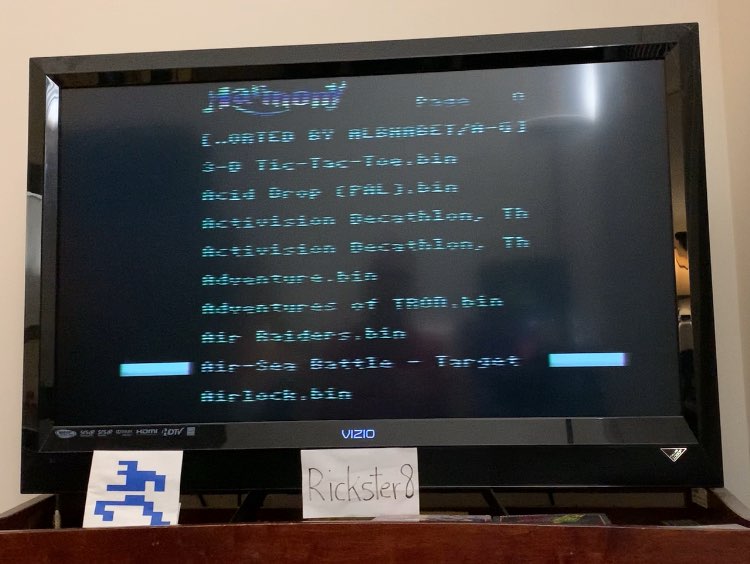 Harmony
Page 0
[..ORTED BY ALPHABET/A-G]
3-D Tic-Tac-Toe.bin
Acid Drop (PAL).bin
Activision Decathlon, Th
Activision Decathlon, Th
Adventure.bin
Adventures of TRON.bin
Air Raiders.bin
Air-Sea Battle - Target
Airlock.bin
HDMI HDTV
VIZIO
Rickster8